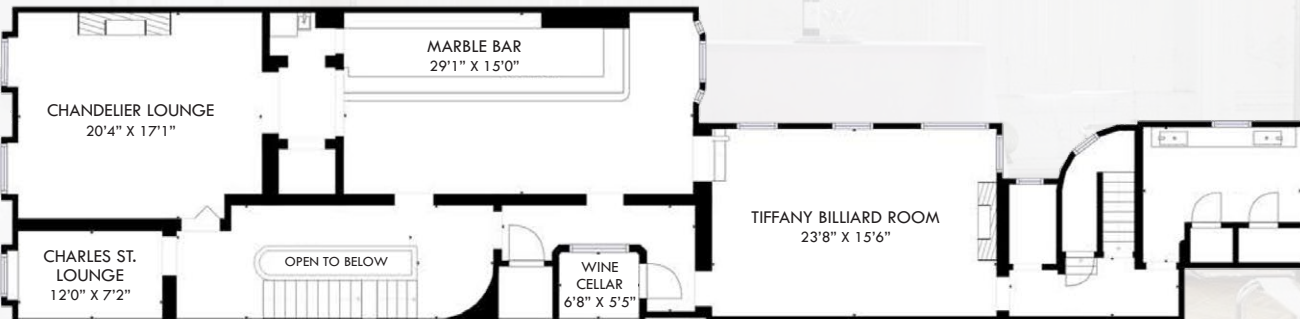 MARBLE BAR
29'1" X 15'0"
CHANDELIER LOUNGE
20'4" X 17'1"
TIFFANY BILLIARD ROOM
23'8" X 15'6"
CHARLES ST.
LOUNGE
12'0" X 7'2"
OPEN TO BELOW
WINE
CELLAR
6'8" X 5'5"